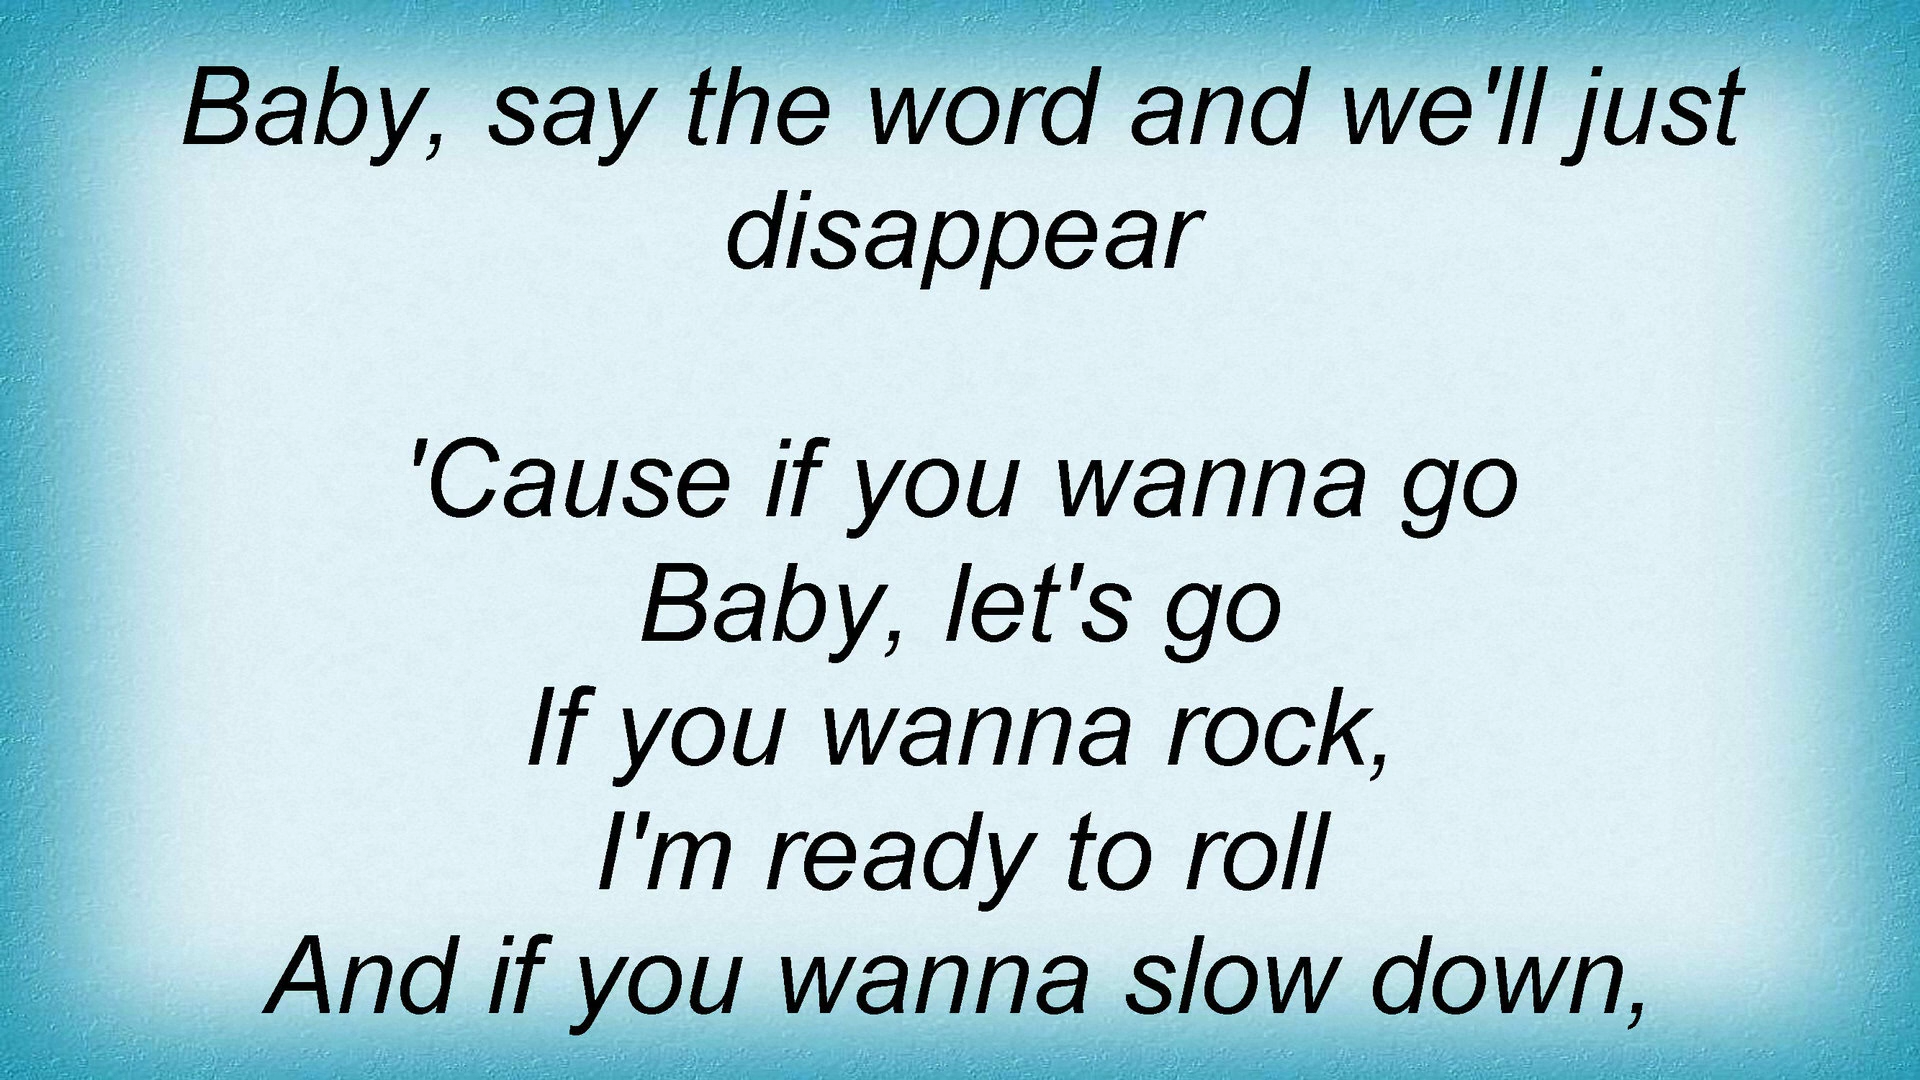 Baby, say the word and we'll just
disappear
'Cause if you wanna go
Baby, let's go
If you wanna rock,
I'm ready to roll
And if you wanna slow down,